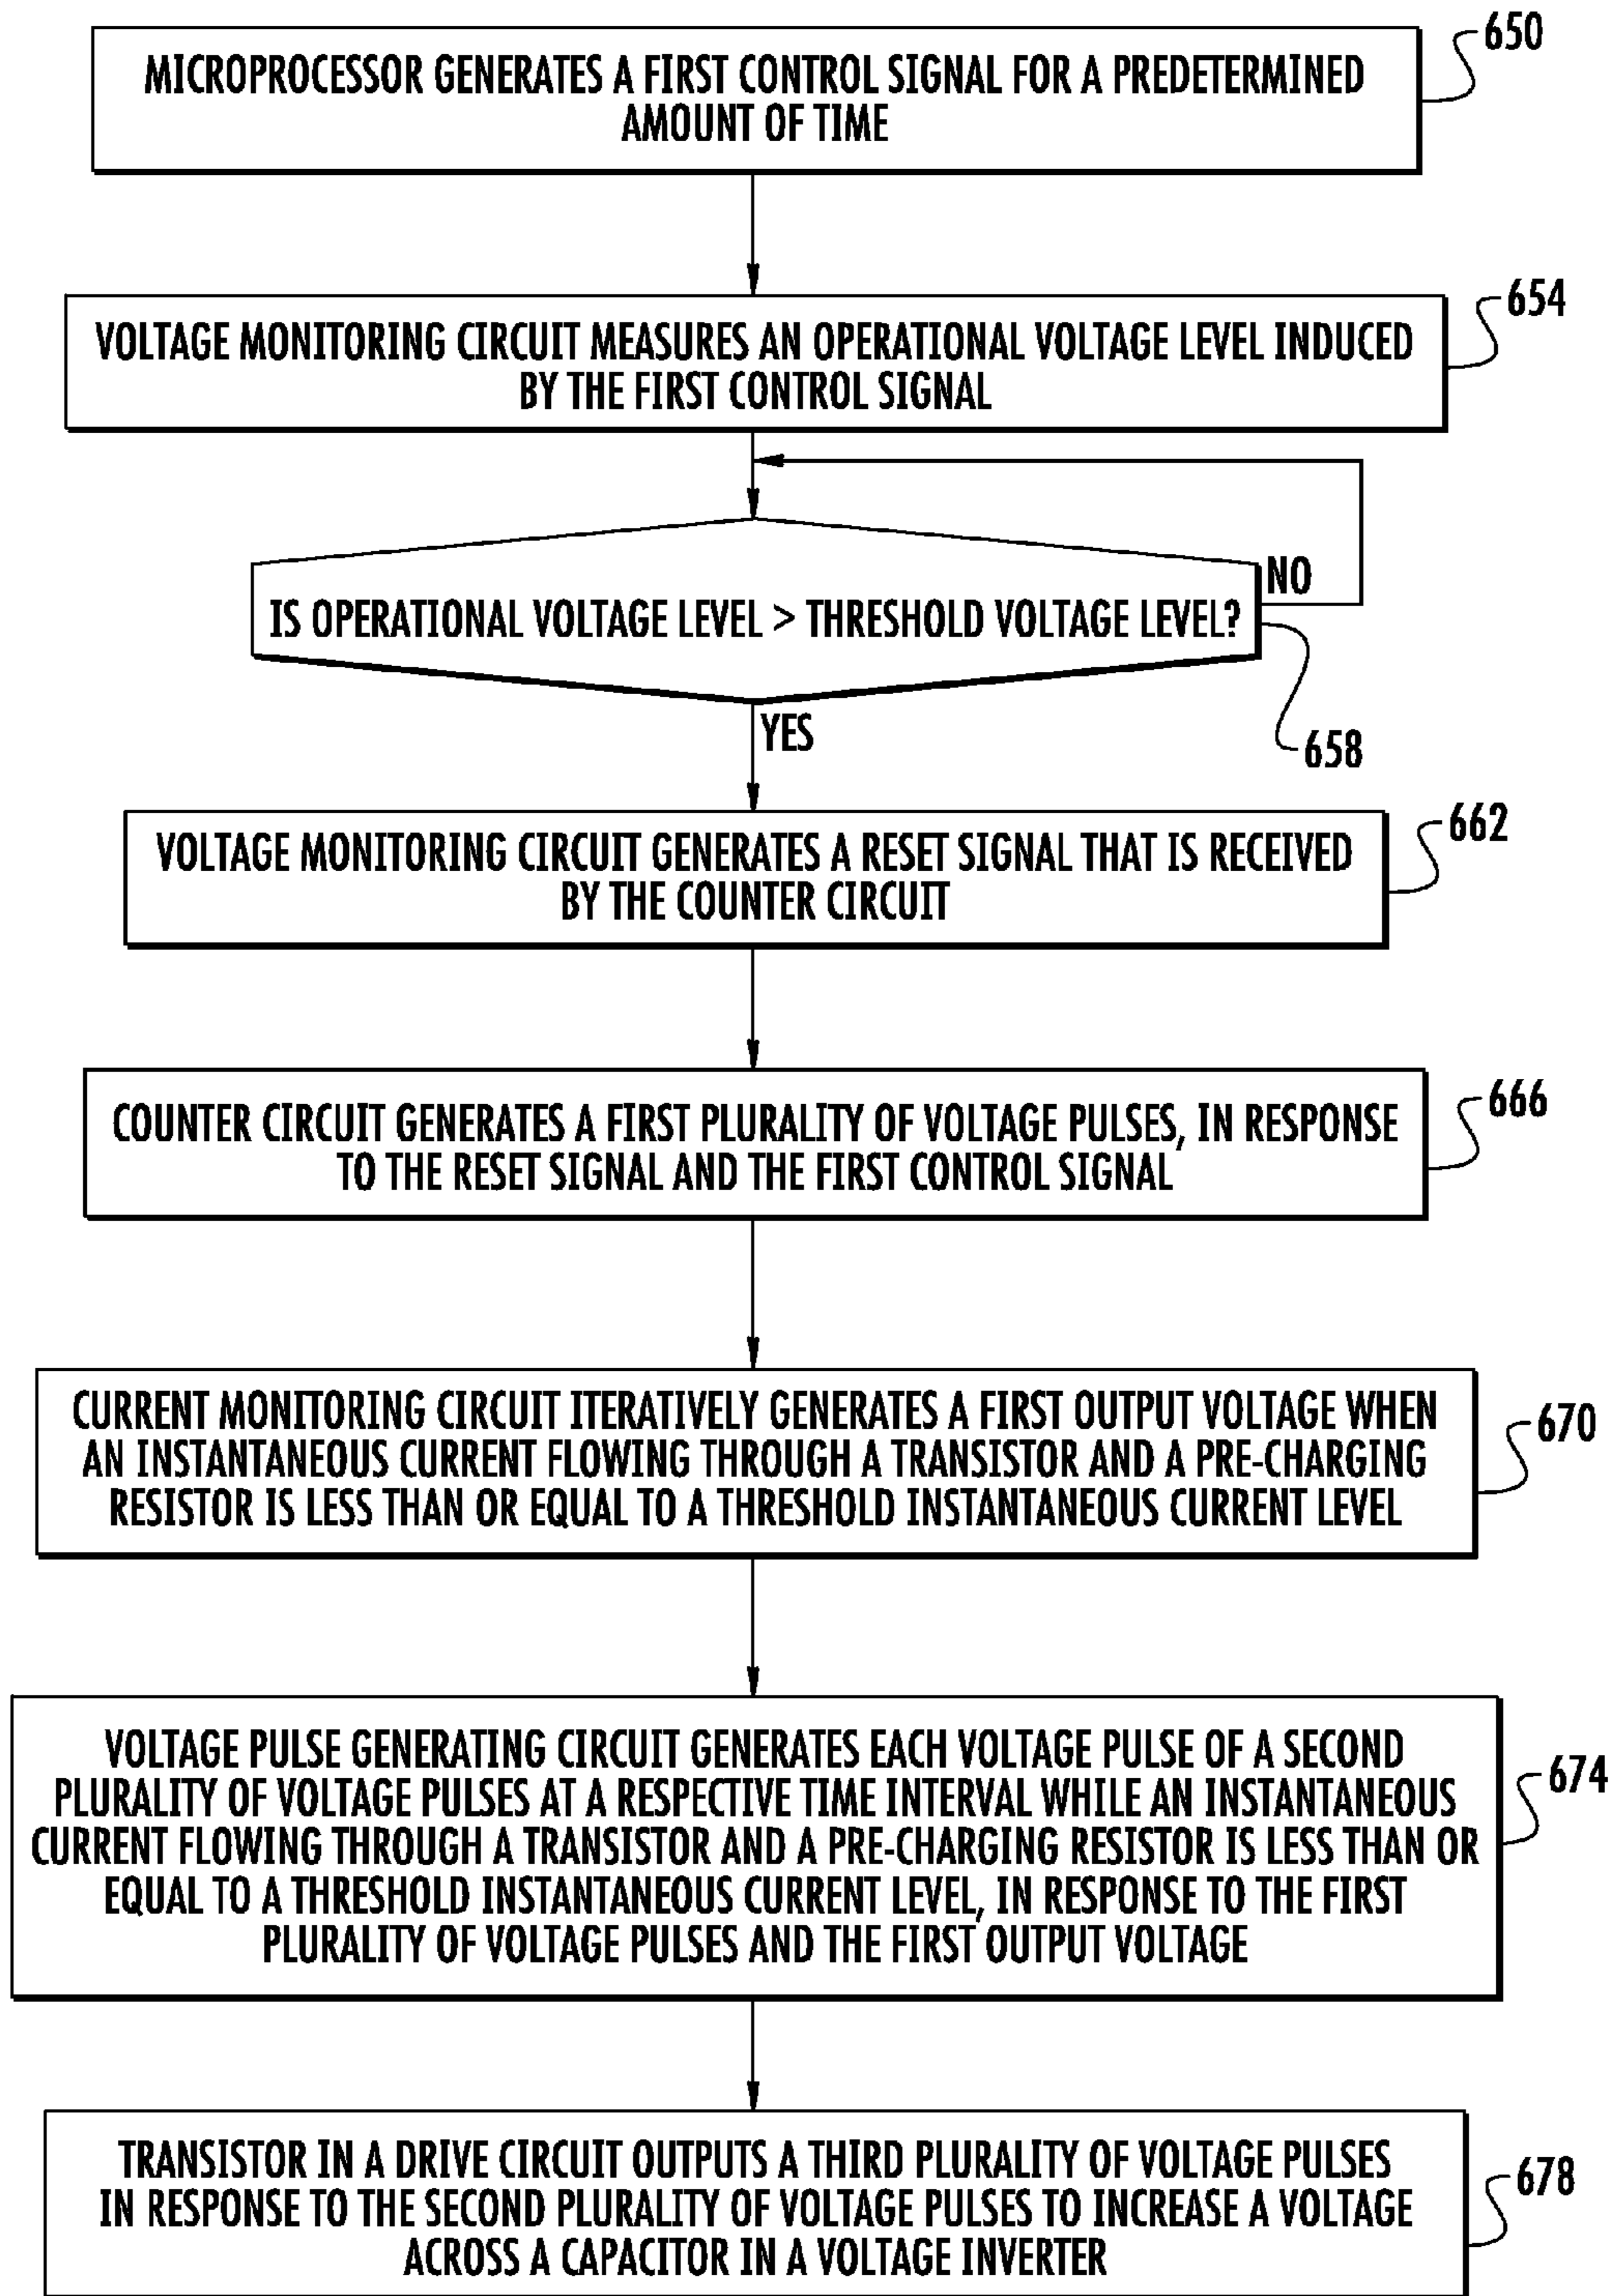 650
MICROPROCESSOR GENERATES A FIRST CONTROL SIGNAL FOR A PREDETERMINED
AMOUNT OF TIME
654
VOLTAGE MONITORING CIRCUIT MEASURES AN OPERATIONAL VOLTAGE LEVEL INDUCED
BY THE FIRST CONTROL SIGNAL
NO
IS OPERATIONAL VOLTAGE LEVEL > THRESHOLD VOLTAGE LEVEL?
YES
658
662
VOLTAGE MONITORING CIRCUIT GENERATES A RESET SIGNAL THAT IS RECEIVED
BY THE COUNTER CIRCUIT
666
COUNTER CIRCUIT GENERATES A FIRST PLURALITY OF VOLTAGE PULSES, IN RESPONSE
TO THE RESET SIGNAL AND THE FIRST CONTROL SIGNAL
670
CURRENT MONITORING CIRCUIT ITERATIVELY GENERATES A FIRST OUTPUT VOLTAGE WHEN
AN INSTANTANEOUS CURRENT FLOWING THROUGH A TRANSISTOR AND A PRE-CHARGING
RESISTOR IS LESS THAN OR EQUAL TO A THRESHOLD INSTANTANEOUS CURRENT LEVEL
674
VOLTAGE PULSE GENERATING CIRCUIT GENERATES EACH VOLTAGE PULSE OF A SECOND
PLURALITY OF VOLTAGE PULSES AT A RESPECTIVE TIME INTERVAL WHILE AN INSTANTANEOUS
CURRENT FLOWING THROUGH A TRANSISTOR AND A PRE-CHARGING RESISTOR IS LESS THAN OR
EQUAL TO A THRESHOLD INSTANTANEOUS CURRENT LEVEL, IN RESPONSE TO THE FIRST
PLURALITY OF VOLTAGE PULSES AND THE FIRST OUTPUT VOLTAGE
678
TRANSISTOR IN A DRIVE CIRCUIT OUTPUTS A THIRD PLURALITY OF VOLTAGE PULSES
IN RESPONSE TO THE SECOND PLURALITY OF VOLTAGE PULSES TO INCREASE A VOLTAGE
ACROSS A CAPACITOR IN A VOLTAGE INVERTER